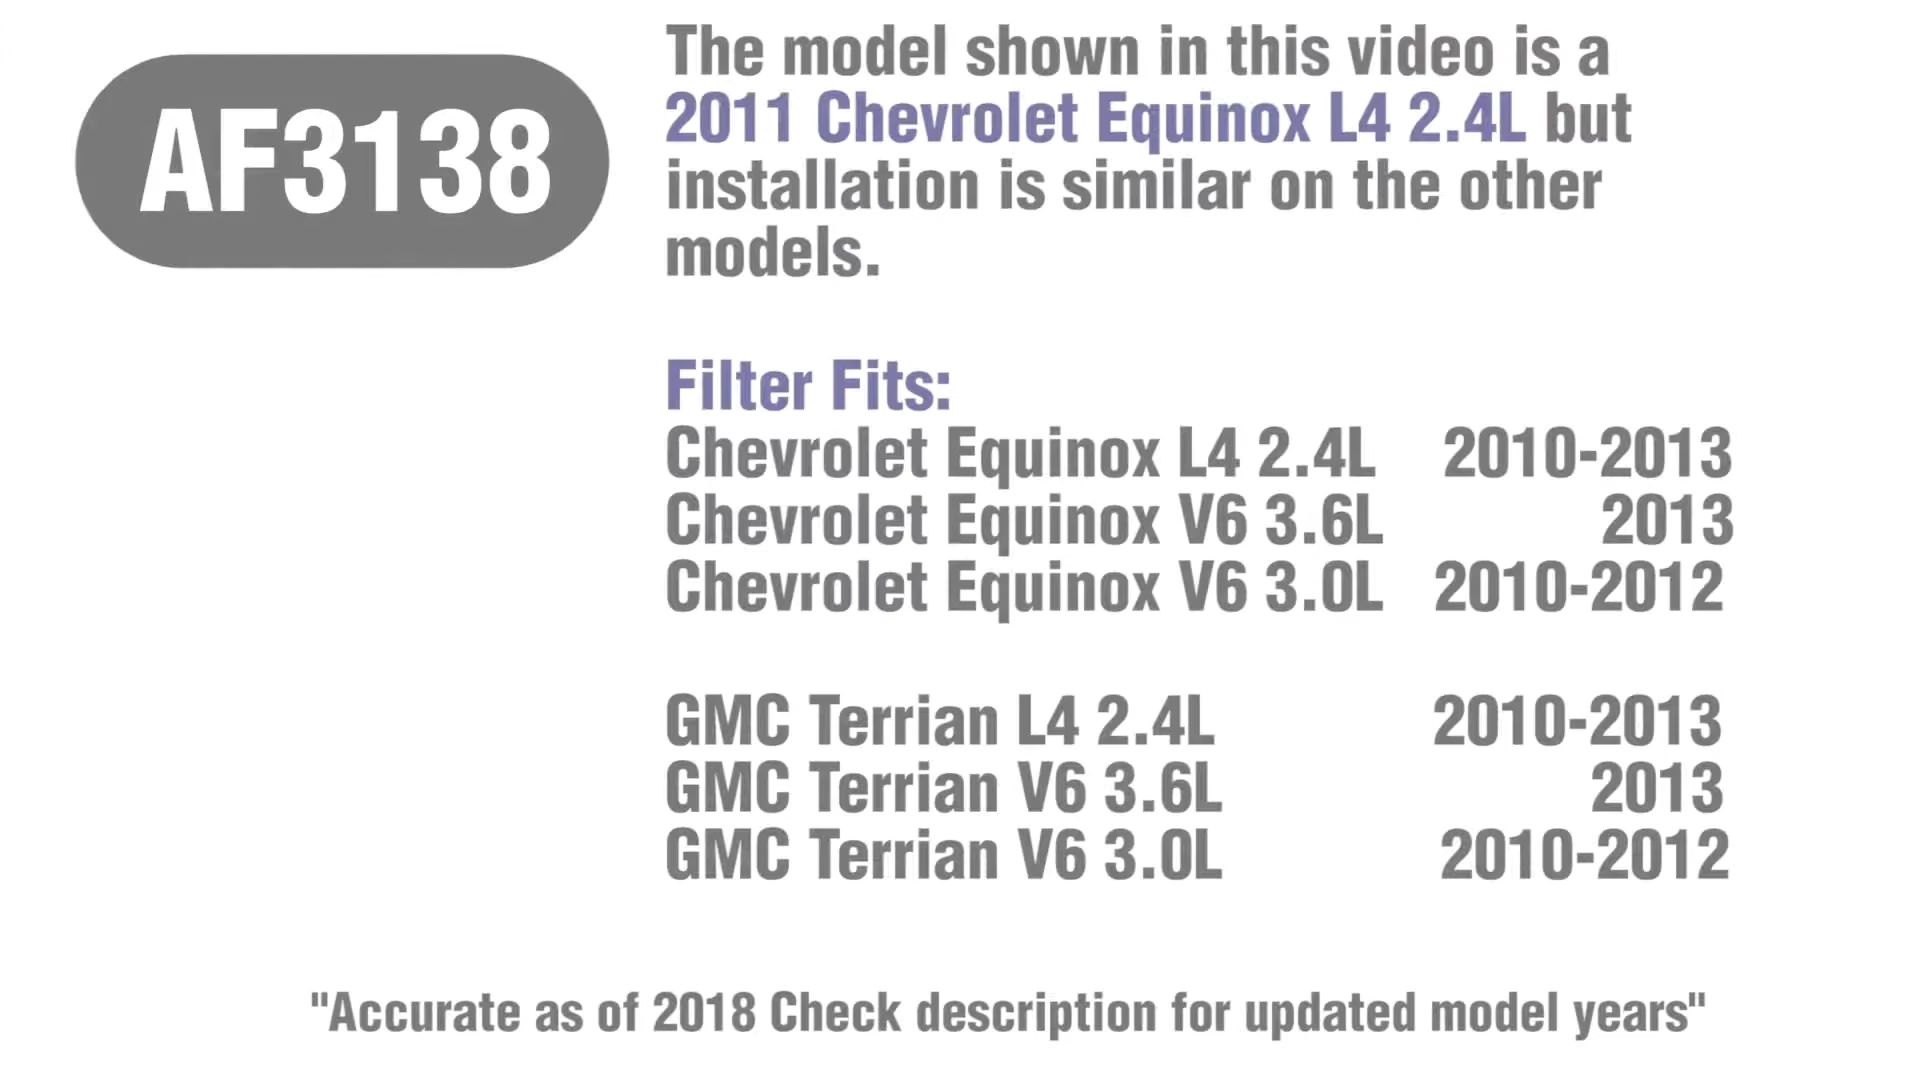 AF3138
The model shown in this video is a
2011 Chevrolet Equinox L4 2.4L but
installation is similar on the other
models.
Filter Fits:
Chevrolet Equinox L4 2.4L 2010-2013
Chevrolet Equinox V6 3.6L 2013
Chevrolet Equinox V6 3.0L 2010-2012
GMC Terrian L4 2.4L 2010-2013
GMC Terrian V6 3.6L 2013
GMC Terrian V6 3.0L 2010-2012
"Accurate as of 2018 Check description for updated model years"